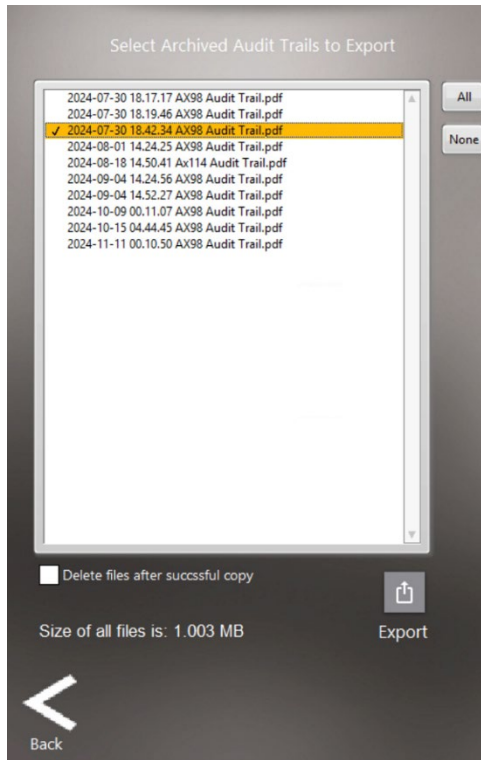 Select Archived Audit Trails to Export
All
None
2024-07-30 18.17.17 AX98 Audit Trail.pdf
2024-07-30 18.19.46 AX98 Audit Trail.pdf
✓ 2024-07-30 18.42.34 AX98 Audit Trail.pdf
2024-08-01 14.24.25 AX98 Audit Trail.pdf
2024-08-18 14.50.41 Ax114 Audit Trail.pdf
2024-09-04 14.24.56 AX98 Audit Trail.pdf
2024-09-04 14.52.27 AX98 Audit Trail.pdf
2024-10-09 00.11.07 AX98 Audit Trail.pdf
2024-10-15 04.44.45 AX98 Audit Trail.pdf
2024-11-11 00.10.50 AX98 Audit Trail.pdf
Delete files after succssful copy
Size of all files is: 1.003 MB
Export
Back